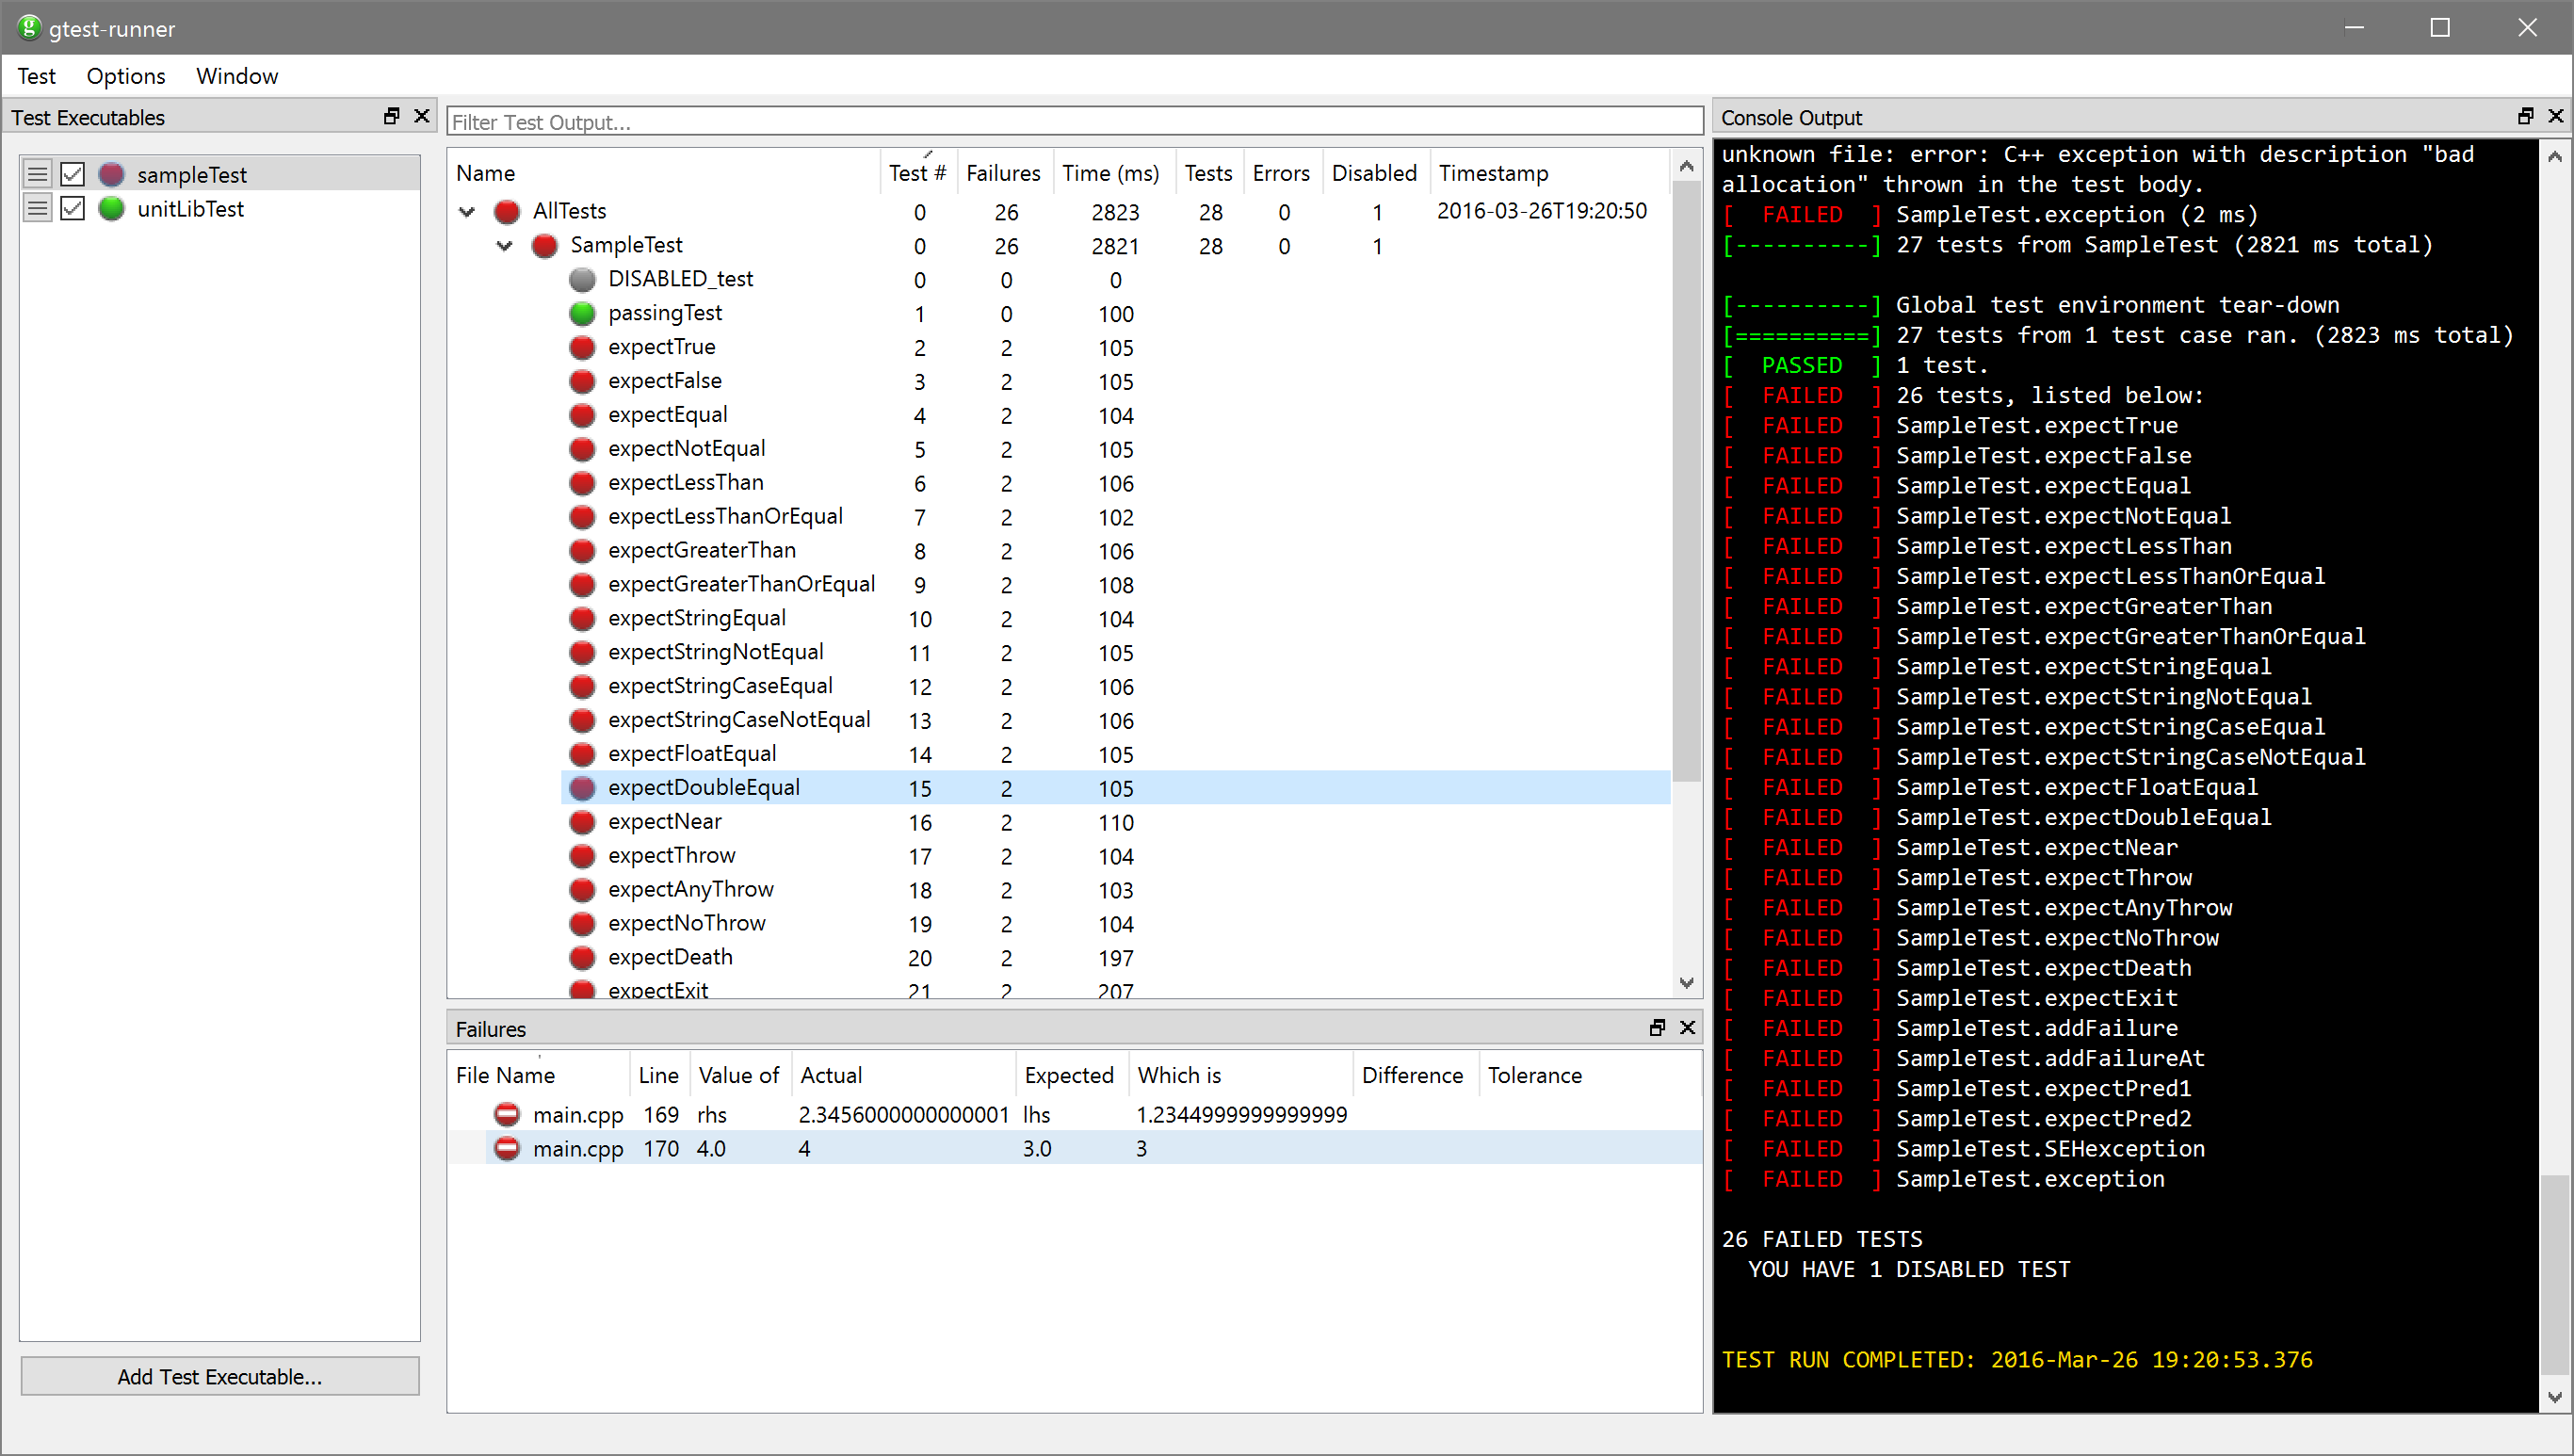 gtest-runner
Test Options Window
Test Executables
sampleTest
unitLibTest
Add Test Executable...
Filter Test Output...
Name Test # Failures Time (ms) Tests Errors Disabled Timestamp
AllTests 0 26 2823 28 0 1 2016-03-26T19:20:50
SampleTest 0 26 2821 28 0 1
DISABLED_test 0 0 0
passingTest 1 0 100
expectTrue 2 2 105
expectFalse 3 2 105
expectEqual 4 2 104
expectNotEqual 5 2 105
expectLessThan 6 2 106
expectLessThanOrEqual 7 2 102
expectGreaterThan 8 2 106
expectGreaterThanOrEqual 9 2 108
expectStringEqual 10 2 104
expectStringNotEqual 11 2 105
expectStringCaseEqual 12 2 106
expectStringCaseNotEqual 13 2 106
expectFloatEqual 14 2 105
expectDoubleEqual 15 2 105
expectNear 16 2 110
expectThrow 17 2 104
expectAnyThrow 18 2 103
expectNoThrow 19 2 104
expectDeath 20 2 197
expectExit 21 2 207
Failures
File Name Line Value of Actual Expected Which is Difference Tolerance
main.cpp 169 rhs 2.3456000000000001 lhs 1.2344999999999999
main.cpp 170 4.0 4 3.0 3
Console Output
unknown file: error: C++ exception with description "bad
allocation" thrown in the test body.
[  FAILED  ] SampleTest.exception (2 ms)
[----------] 27 tests from SampleTest (2821 ms total)
[----------] Global test environment tear-down
[==========] 27 tests from 1 test case ran. (2823 ms total)
[  PASSED  ] 1 test.
[  FAILED  ] 26 tests, listed below:
[  FAILED  ] SampleTest.expectTrue
[  FAILED  ] SampleTest.expectFalse
[  FAILED  ] SampleTest.expectEqual
[  FAILED  ] SampleTest.expectNotEqual
[  FAILED  ] SampleTest.expectLessThan
[  FAILED  ] SampleTest.expectLessThanOrEqual
[  FAILED  ] SampleTest.expectGreaterThan
[  FAILED  ] SampleTest.expectGreaterThanOrEqual
[  FAILED  ] SampleTest.expectStringEqual
[  FAILED  ] SampleTest.expectStringNotEqual
[  FAILED  ] SampleTest.expectStringCaseEqual
[  FAILED  ] SampleTest.expectStringCaseNotEqual
[  FAILED  ] SampleTest.expectFloatEqual
[  FAILED  ] SampleTest.expectDoubleEqual
[  FAILED  ] SampleTest.expectNear
[  FAILED  ] SampleTest.expectThrow
[  FAILED  ] SampleTest.expectAnyThrow
[  FAILED  ] SampleTest.expectNoThrow
[  FAILED  ] SampleTest.expectDeath
[  FAILED  ] SampleTest.expectExit
[  FAILED  ] SampleTest.addFailure
[  FAILED  ] SampleTest.addFailureAt
[  FAILED  ] SampleTest.expectPred1
[  FAILED  ] SampleTest.expectPred2
[  FAILED  ] SampleTest.SEHexception
[  FAILED  ] SampleTest.exception
26 FAILED TESTS
YOU HAVE 1 DISABLED TEST
TEST RUN COMPLETED: 2016-Mar-26 19:20:53.376